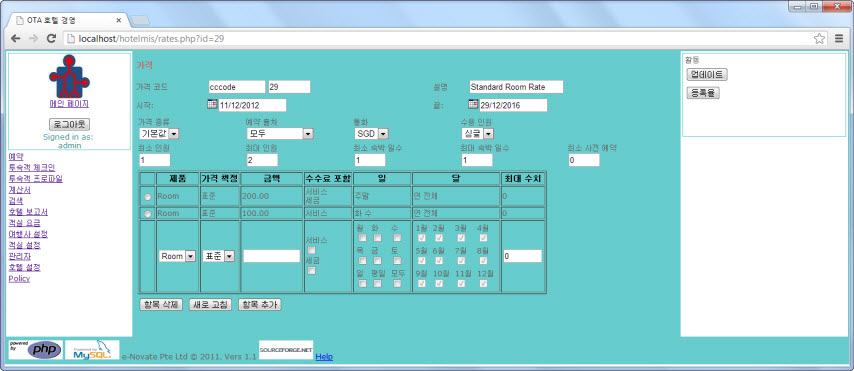 OTA 호텔 경영
localhost/hotelmis/rates.php?id=29
메인 페이지
로그아웃
Signed in as:
admin
예약
투숙객 체크인
투숙객 프로파일
계산서
검색
호텔 보고서
객실 요금
여행사 설정
객실 설정
관리자
호텔 설정
Policy
가격
가격 코드 cccode 29 설명 Standard Room Rate
시작: 11/12/2012 끝: 29/12/2016
가격 종류 예약 출처 통화 수용 인원
기본값 모두 SGD 싱글
최소 인원 최대 인원 최소 숙박 일수 최대 숙박 일수 최소 사전 예약
1 2 1 1 0
제품 가격 책정 금액 수수료 포함 일 달 최대 수치
Room 표준 200.00 서비스 세금 주말 연 전체 0
Room 표준 100.00 서비스 화 수 연 전체 0
Room 표준 서비스 세금 0
월 화 수
목 금 토
일 평일 모두
1월 2월 3월 4월
5월 6월 7월 8월
9월 10월 11월 12월
항목 삭제 새로 고침 항목 추가
활동
업데이트
등록율
powered by php
Powered by MySQL
e-Novate Pte Ltd © 2011. Vers 1.1
SOURCEFORGE.NET
Help